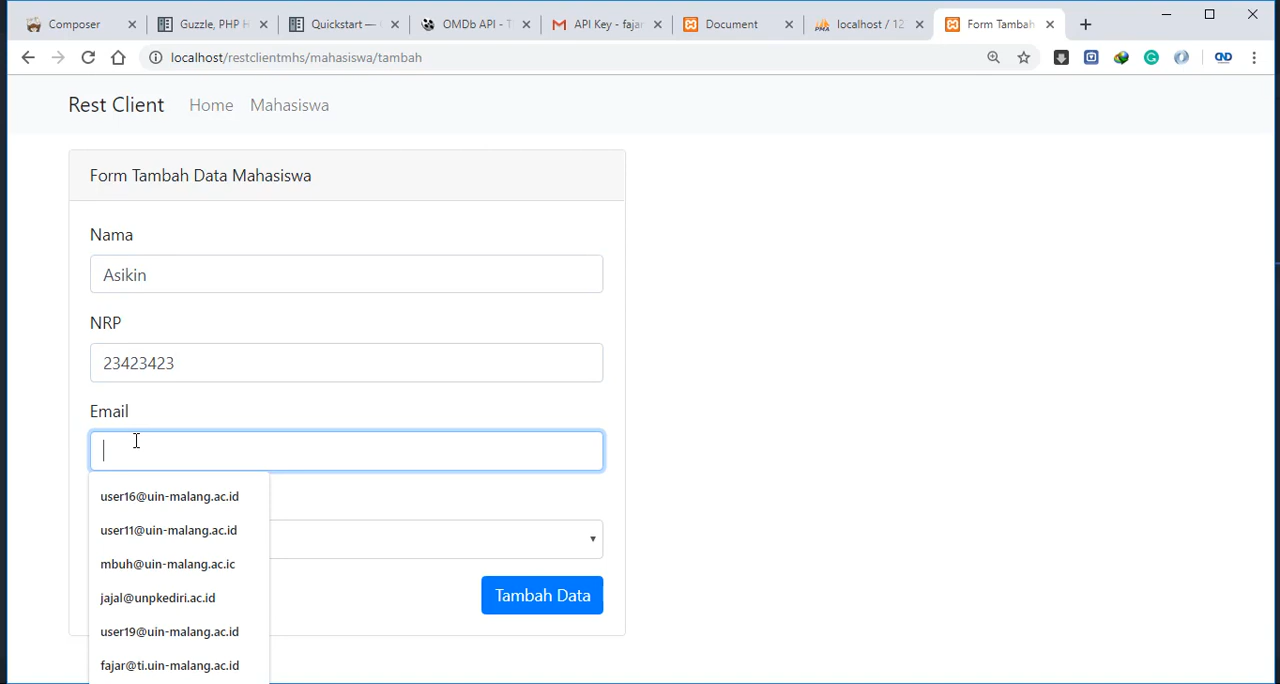 Composer
Guzzle, PHP H
Quickstart —
OMDb API - T
API Key - fajar
Document
localhost / 12
Form Tambah
localhost/restclientmhs/mahasiswa/tambah
Rest Client Home Mahasiswa
Form Tambah Data Mahasiswa
Nama
Asikin
NRP
23423423
Email
user16@uin-malang.ac.id
user11@uin-malang.ac.id
mbuh@uin-malang.ac.ic
jajal@unpkediri.ac.id
user19@uin-malang.ac.id
fajar@ti.uin-malang.ac.id
Tambah Data